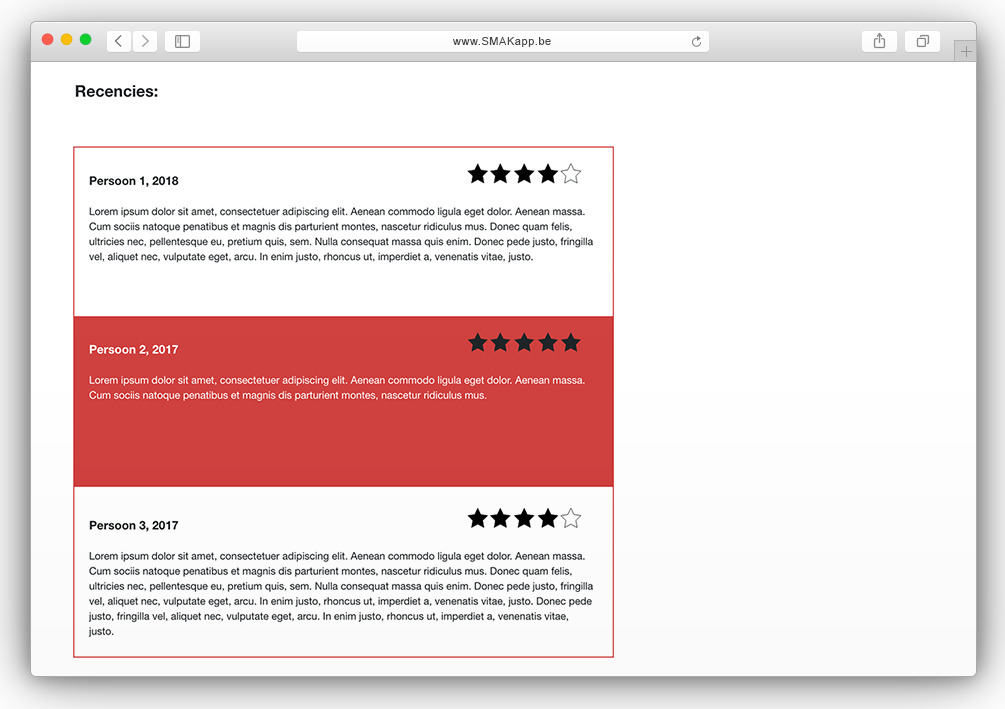 www.SMAKapp.be
Recencies:
Persoon 1, 2018
Lorem ipsum dolor sit amet, consectetuer adipiscing elit. Aenean commodo ligula eget dolor. Aenean massa.
Cum sociis natoque penatibus et magnis dis parturient montes, nascetur ridiculus mus. Donec quam felis,
ultricies nec, pellentesque eu, pretium quis, sem. Nulla consequat massa quis enim. Donec pede justo, fringilla
vel, aliquet nec, vulputate eget, arcu. In enim justo, rhoncus ut, imperdiet a, venenatis vitae, justo.
Persoon 2, 2017
Lorem ipsum dolor sit amet, consectetuer adipiscing elit. Aenean commodo ligula eget dolor. Aenean massa.
Cum sociis natoque penatibus et magnis dis parturient montes, nascetur ridiculus mus.
Persoon 3, 2017
Lorem ipsum dolor sit amet, consectetuer adipiscing elit. Aenean commodo ligula eget dolor. Aenean massa.
Cum sociis natoque penatibus et magnis dis parturient montes, nascetur ridiculus mus. Donec quam felis,
ultricies nec, pellentesque eu, pretium quis, sem. Nulla consequat massa quis enim. Donec pede justo, fringilla
vel, aliquet nec, vulputate eget, arcu. In enim justo, rhoncus ut, imperdiet a, venenatis vitae, justo. Donec pede
justo, fringilla vel, aliquet nec, vulputate eget, arcu. In enim justo, rhoncus ut, imperdiet a, venenatis vitae,
justo.